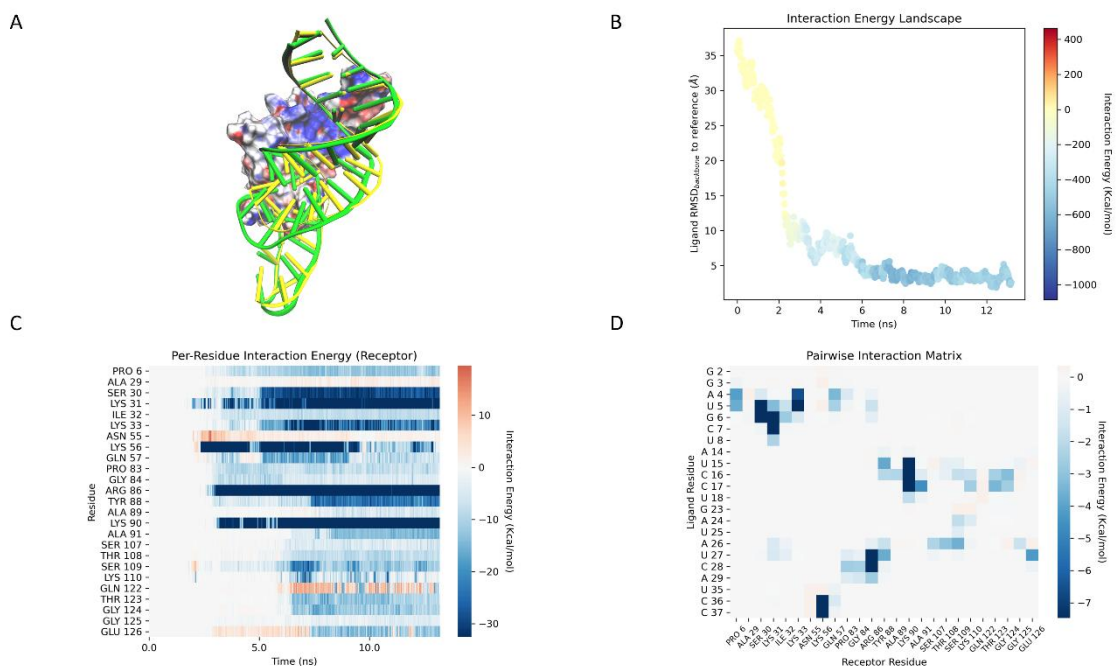 A
B
Interaction Energy Landscape
Ligand RMSDbackbone to reference (Å)
35
30
25
20
15
10
5
0
2
4
6
8
10
12
Time (ns)
400
200
0
−200
−400
−600
−800
−1000
Interaction Energy (Kcal/mol)
C
Per-Residue Interaction Energy (Receptor)
Residue
PRO 6
ALA 29
SER 30
LYS 31
ILE 32
LYS 33
ASN 55
LYS 56
GLN 57
PRO 83
GLY 84
ARG 86
TYR 88
ALA 89
LYS 90
ALA 91
SER 107
THR 108
SER 109
LYS 110
GLN 122
THR 123
GLY 124
GLY 125
GLU 126
0.0
5.0
10.0
Time (ns)
10
0
−10
−20
−30
Interaction Energy (Kcal/mol)
D
Pairwise Interaction Matrix
Ligand Residue
G 2
G 3
A 4
U 5
G 6
C 7
U 8
A 14
U 15
C 16
C 17
U 18
G 23
A 24
U 25
A 26
U 27
C 28
A 29
U 35
C 36
C 37
PRO 6
ALA 29
SER 30
LYS 31
ILE 32
LYS 33
ASN 55
LYS 56
GLN 57
PRO 83
GLY 84
ARG 86
TYR 88
ALA 89
LYS 90
ALA 91
SER 107
THR 108
SER 109
LYS 110
GLN 122
THR 123
GLY 124
GLY 125
GLU 126
Receptor Residue
0
−1
−2
−3
−4
−5
−6
−7
Interaction Energy (Kcal/mol)